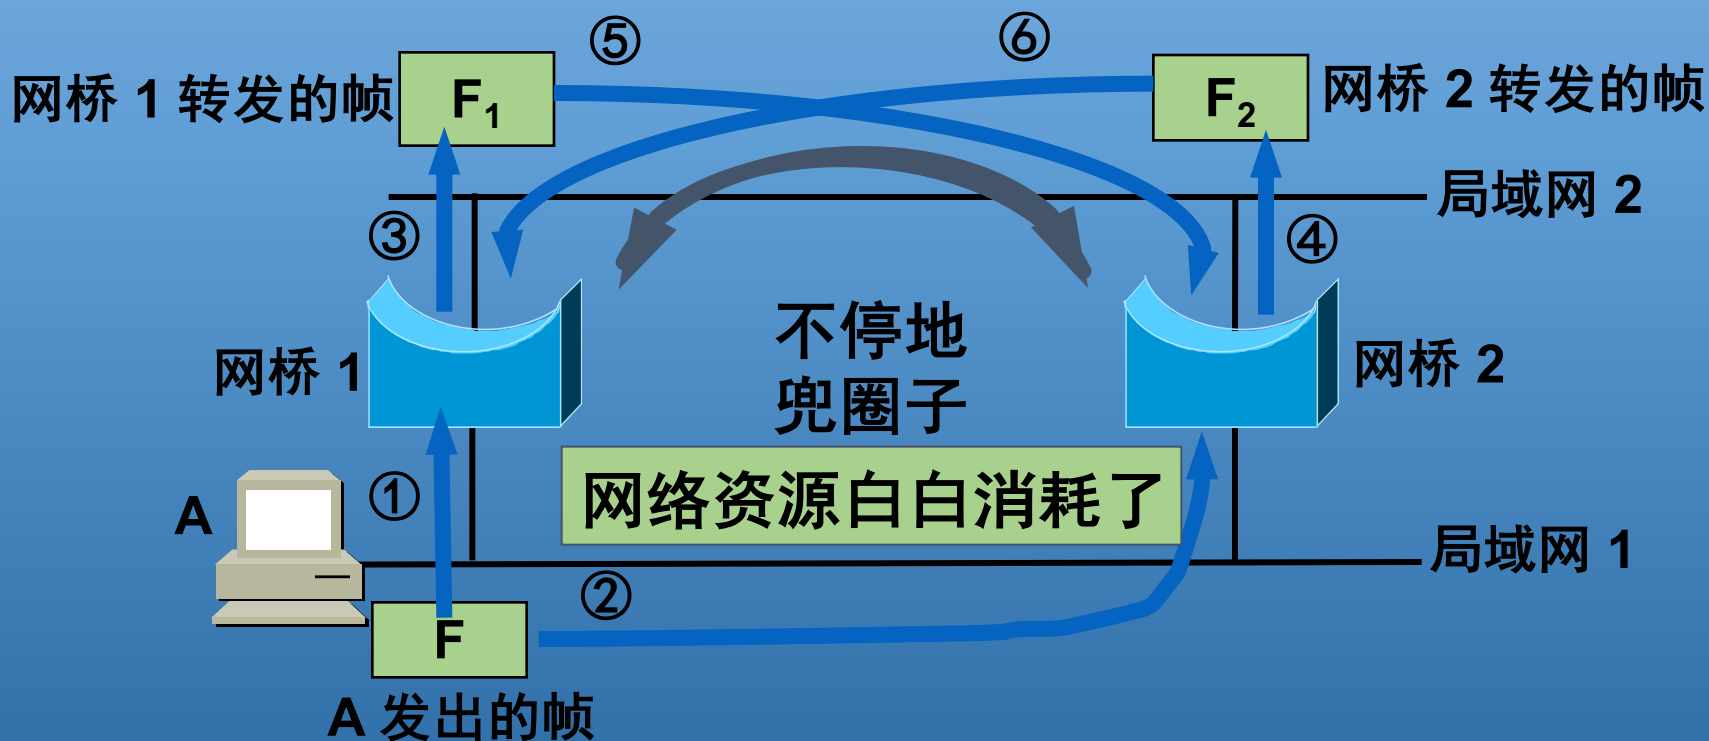 ⑤
⑥
网桥 1 转发的帧
F1
F2
网桥 2 转发的帧
局域网 2
③
④
不停地
兜圈子
网桥 1
网桥 2
网络资源白白消耗了
A
①
局域网 1
②
F
A 发出的帧